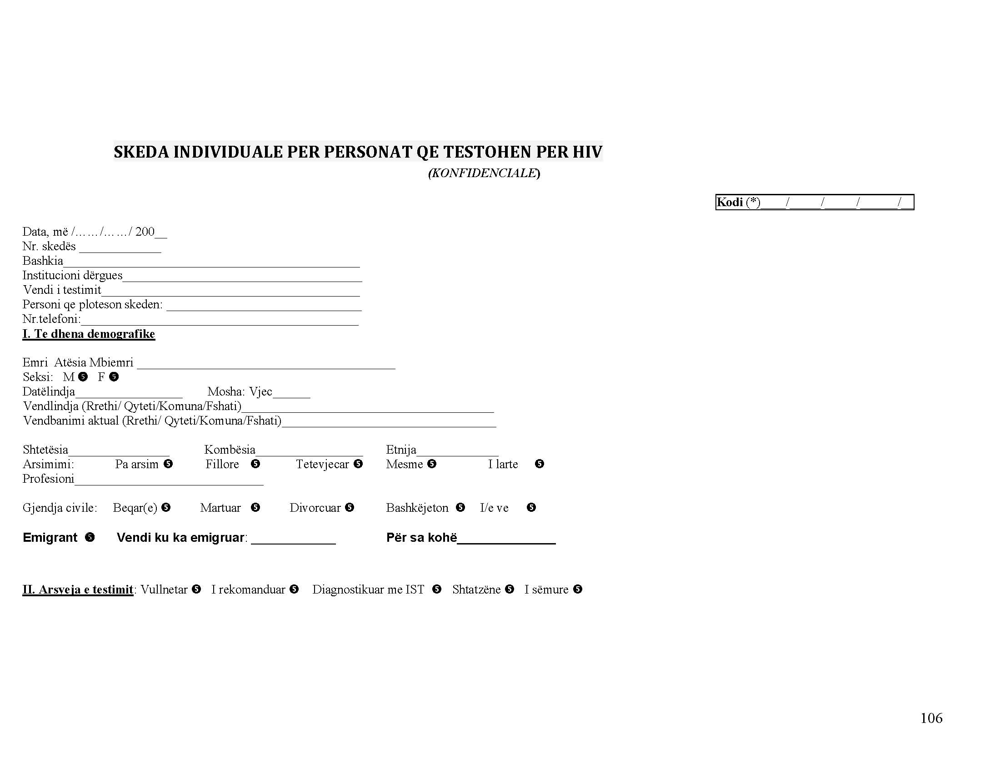 SKEDA INDIVIDUALE PER PERSONAT QE TESTOHEN PER HIV
(KONFIDENCIALE)
Kodi (*)____/_____/_____/______/__
Data, më /……/……/ 200__
Nr. skedës _____________
Bashkia_______________________________________________
Institucioni dërgues______________________________________
Vendi i testimit_________________________________________
Personi qe ploteson skeden: _______________________________
Nr.telefoni:____________________________________________
I. Te dhena demografike
Emri  Atësia Mbiemri _________________________________________
Seksi:   M ❺   F ❺
Datëlindja_________________        Mosha: Vjec______
Vendlindja (Rrethi/ Qyteti/Komuna/Fshati)________________________________________
Vendbanimi aktual (Rrethi/ Qyteti/Komuna/Fshati)__________________________________
Shtetësia________________ Kombësia_________________ Etnija_____________
Arsimimi: Pa arsim ❺ Fillore ❺ Tetevjecar ❺ Mesme ❺ I larte ❺
Profesioni______________________________
Gjendja civile: Beqar(e) ❺ Martuar ❺ Divorcuar ❺ Bashkëjeton ❺ I/e ve ❺
Emigrant ❺ Vendi ku ka emigruar: ____________ Për sa kohë______________
II. Arsyeja e testimit: Vullnetar ❺ I rekomanduar ❺ Diagnostikuar me IST ❺ Shtatzëne ❺ I sëmure ❺
106